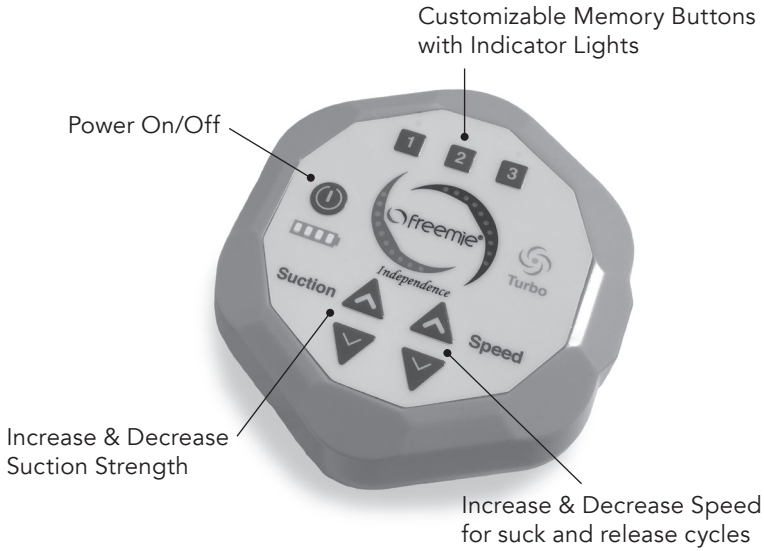 Customizable Memory Buttons
with Indicator Lights
Power On/Off
1 2 3
freemie®
Independence
Turbo
Suction
Speed
Increase & Decrease
Suction Strength
Increase & Decrease Speed
for suck and release cycles